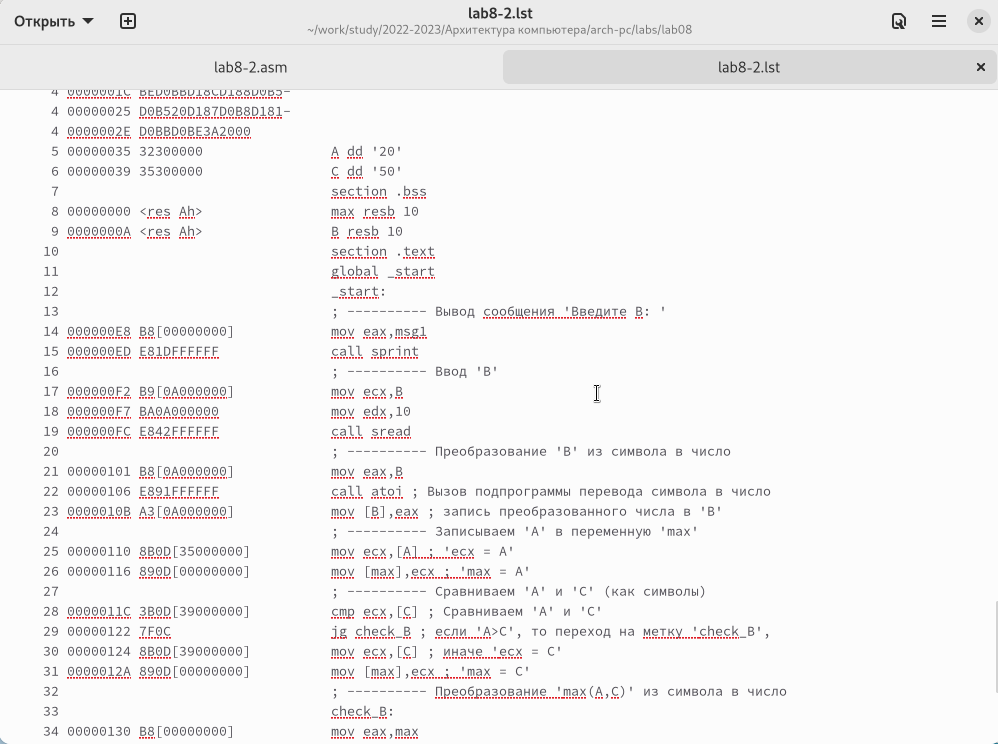 Открыть
lab8-2.lst
~/work/study/2022-2023/Архитектура компьютера/arch-pc/labs/lab08
lab8-2.asm
lab8-2.lst
4 0000001C BED0BBD18CD188D0B5-
4 00000025 D0B520D187D0B8D181-
4 0000002E D0BBD0BE3A2000
5 00000035 32300000 A dd '20'
6 00000039 35300000 C dd '50'
7 section .bss
8 00000000 <res Ah> max resb 10
9 0000000A <res Ah> B resb 10
10 section .text
11 global _start
12 _start:
13 ; ---------- Вывод сообщения 'Введите B: '
14 000000E8 B8[00000000] mov eax,msg1
15 000000ED E81DFFFFFF call sprint
16 ; ---------- Ввод 'B'
17 000000F2 B9[0A000000] mov ecx,B
18 000000F7 BA0A000000 mov edx,10
19 000000FC E842FFFFFF call sread
20 ; ---------- Преобразование 'B' из символа в число
21 00000101 B8[0A000000] mov eax,B
22 00000106 E891FFFFFF call atoi ; Вызов подпрограммы перевода символа в число
23 0000010B A3[0A000000] mov [B],eax ; запись преобразованного числа в 'B'
24 ; ---------- Записываем 'A' в переменную 'max'
25 00000110 8B0D[35000000] mov ecx,[A] ; 'ecx = A'
26 00000116 890D[00000000] mov [max],ecx ; 'max = A'
27 ; ---------- Сравниваем 'A' и 'C' (как символы)
28 0000011C 3B0D[39000000] cmp ecx,[C] ; Сравниваем 'A' и 'C'
29 00000122 7F0C jg check_B ; если 'A>C', то переход на метку 'check_B',
30 00000124 8B0D[39000000] mov ecx,[C] ; иначе 'ecx = C'
31 0000012A 890D[00000000] mov [max],ecx ; 'max = C'
32 ; ---------- Преобразование 'max(A,C)' из символа в число
33 check_B:
34 00000130 B8[00000000] mov eax,max